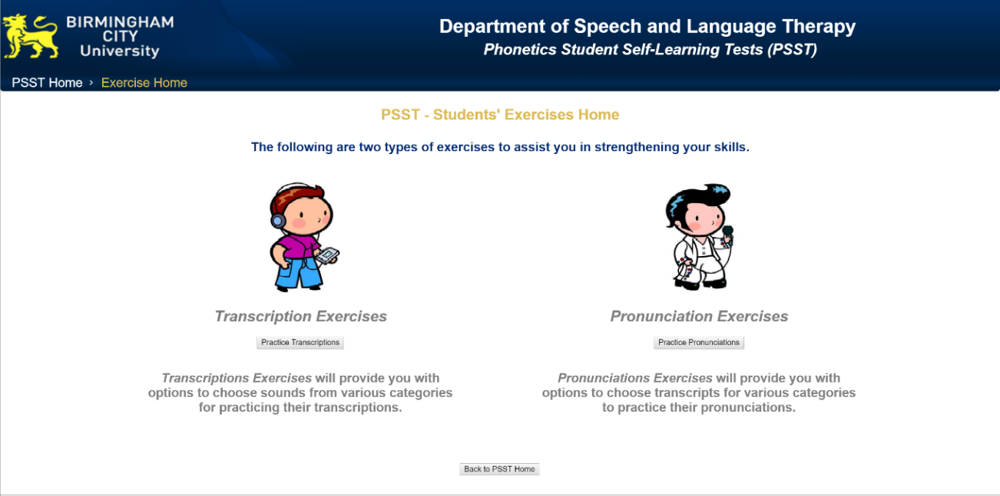 BIRMINGHAM
CITY
University
Department of Speech and Language Therapy
Phonetics Student Self-Learning Tests (PSST)
PSST Home › Exercise Home
PSST - Students' Exercises Home
The following are two types of exercises to assist you in strengthening your skills.
Transcription Exercises
Practice Transcriptions
Transcriptions Exercises will provide you with
options to choose sounds from various categories
for practicing their transcriptions.
Pronunciation Exercises
Practice Pronunciations
Pronunciations Exercises will provide you with
options to choose transcripts for various categories
to practice their pronunciations.
Back to PSST Home